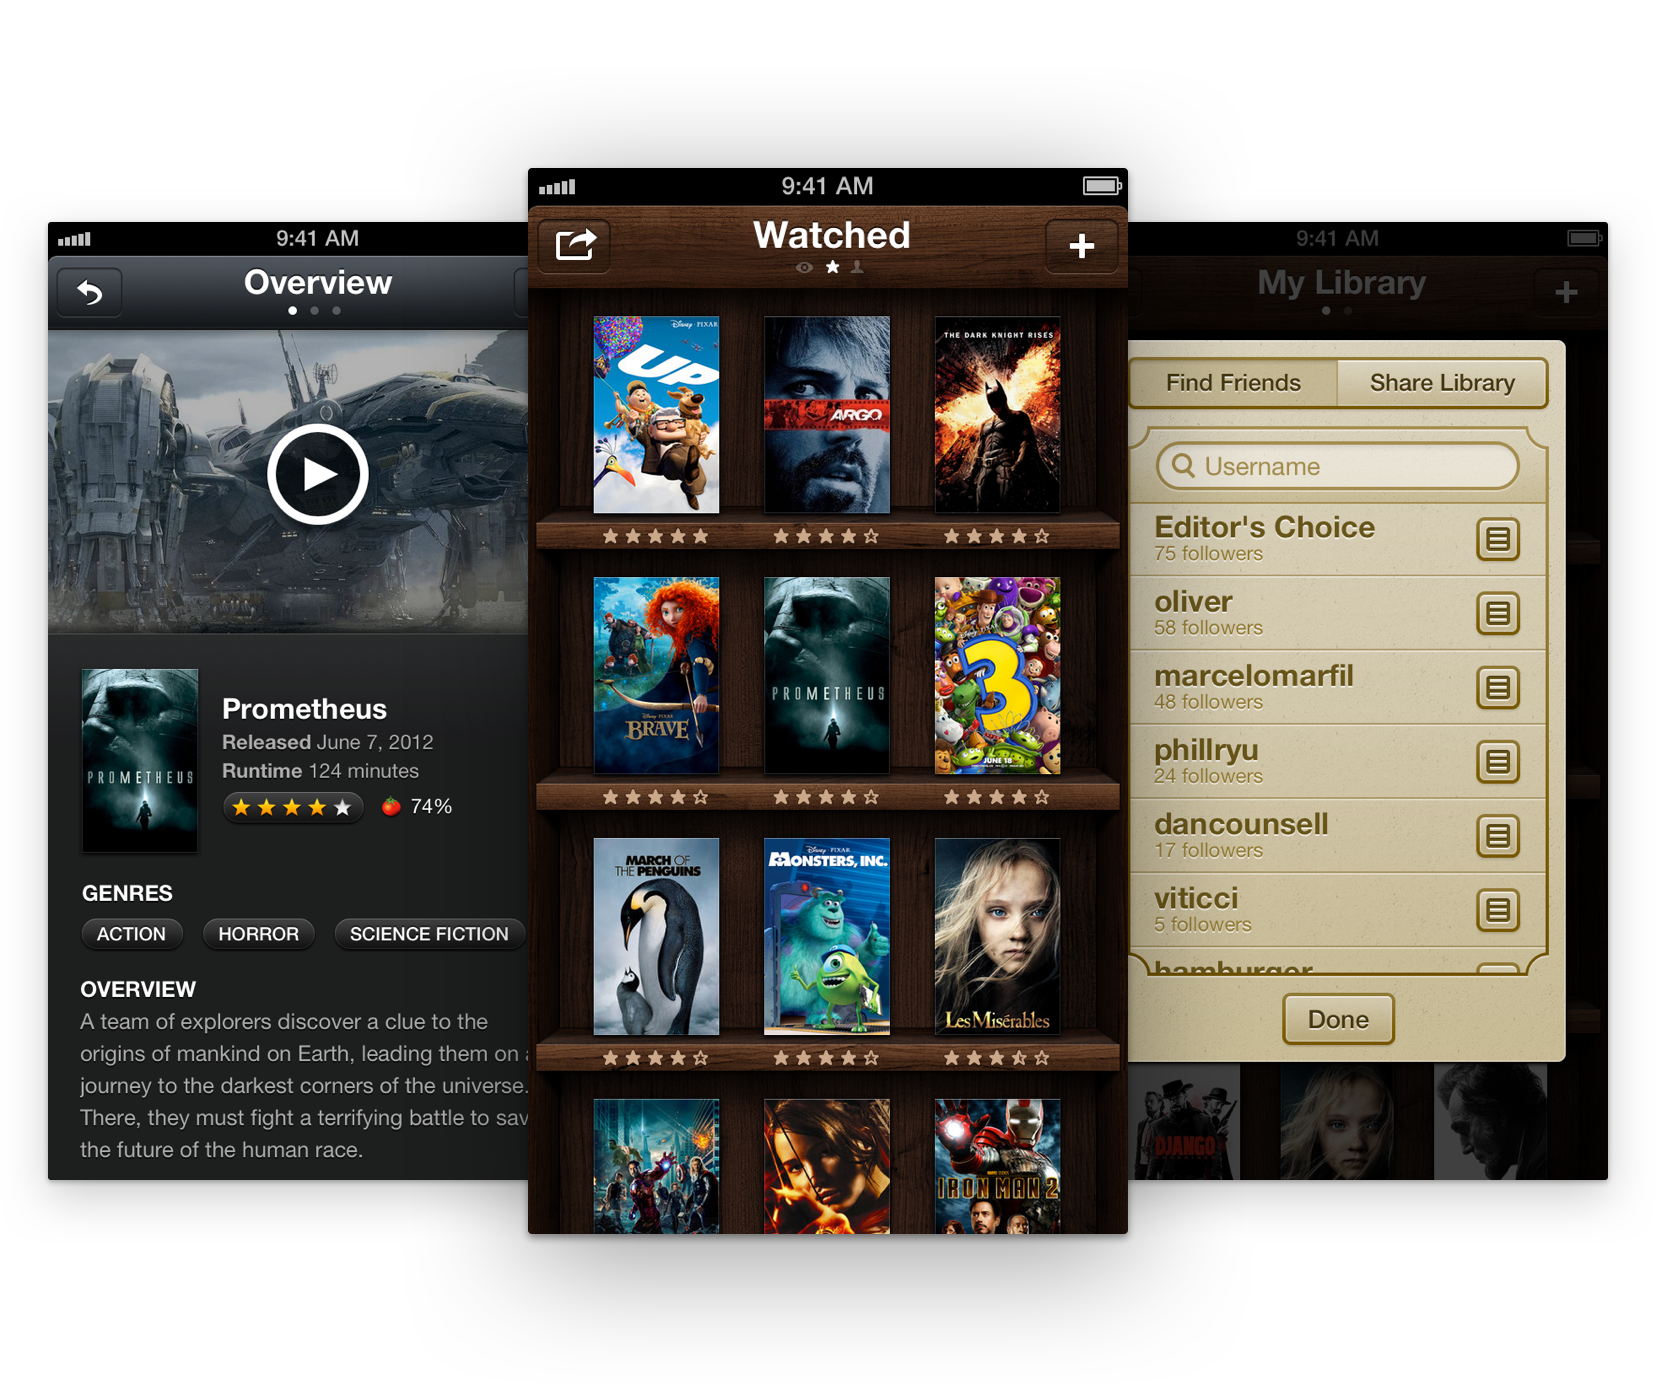 9:41 AM
Overview
Prometheus
Released June 7, 2012
Runtime 124 minutes
74%
PROMETHEUS
GENRES
ACTION
HORROR
SCIENCE FICTION
OVERVIEW
A team of explorers discover a clue to the
origins of mankind on Earth, leading them on
journey to the darkest corners of the universe.
There, they must fight a terrifying battle to sav
the future of the human race.
9:41 AM
Watched
Disney · PIXAR
UP
ARGO
THE DARK KNIGHT RISES
Disney PIXAR
BRAVE
PROMETHEUS
3
JUNE 18
MARCH OF
THE PENGUINS
Disney · PIXAR
MONSTERS, INC.
Les Misérables
IRON MAN 2
9:41 AM
My Library
Find Friends
Share Library
Username
Editor's Choice
75 followers
oliver
58 followers
marcelomarfil
48 followers
phillryu
24 followers
dancounsell
17 followers
viticci
5 followers
hamburger
Done
DJANGO